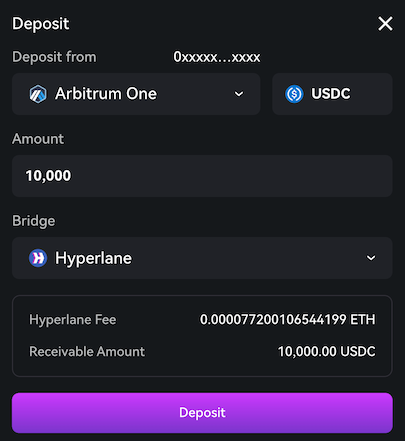 Deposit
Deposit from 0xxxxx...xxxx
Arbitrum One USDC
Amount
10,000
Bridge
Hyperlane
Hyperlane Fee 0.000077200106544199 ETH
Receivable Amount 10,000.00 USDC
Deposit